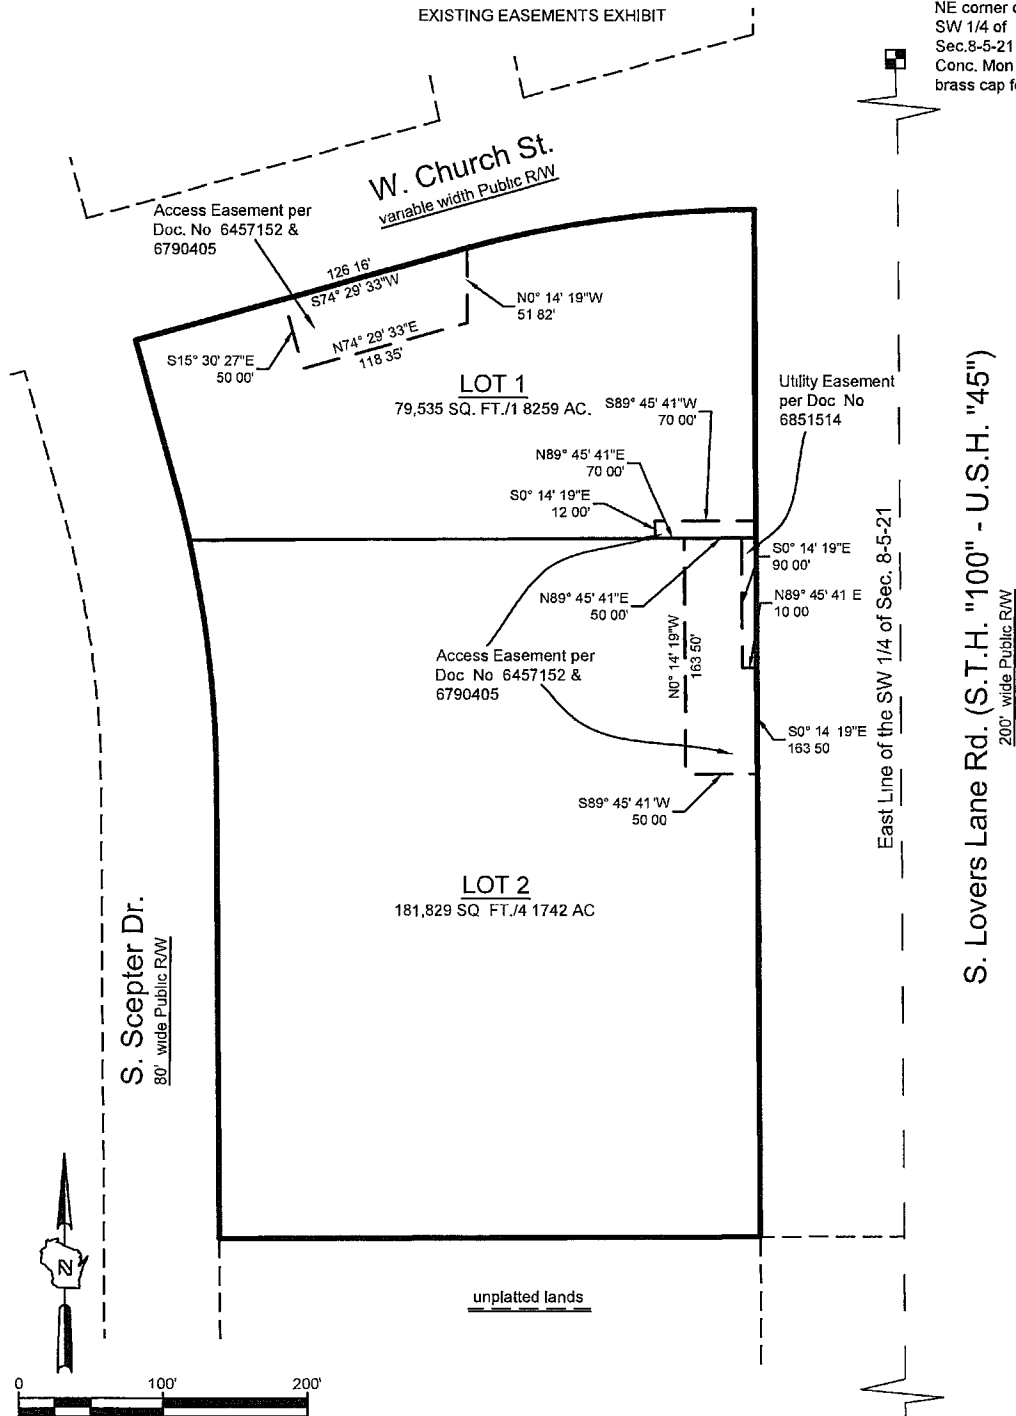 EXISTING EASEMENTS EXHIBIT
NE corner
SW 1/4 of
Sec.8-5-21
Conc. Mon
brass cap
W. Church St.
variable width Public R/W
Access Easement per
Doc. No 6457152 &
6790405
126 16'
S74° 29' 33"W
N0° 14' 19"W
51 82'
N74° 29' 33"E
118 35'
S15° 30' 27"E
50 00'
LOT 1
79,535 SQ. FT./1 8259 AC.
Utility Easement
per Doc No
6851514
S89° 45' 41"W
70 00'
N89° 45' 41"E
70 00'
S0° 14' 19"E
12 00'
S0° 14' 19"E
90 00'
N89° 45' 41 E
10 00
N89° 45' 41"E
50 00'
N0° 14' 19"W
163 50'
Access Easement per
Doc No 6457152 &
6790405
S0° 14 19"E
163 50
S89° 45' 41'W
50 00
East Line of the SW 1/4 of Sec. 8-5-21
S. Lovers Lane Rd. (S.T.H. "100" - U.S.H. "45")
200' wide Public R/W
LOT 2
181,829 SQ FT./4 1742 AC
S. Scepter Dr.
80' wide Public R/W
N
unplatted lands
0 100' 200'